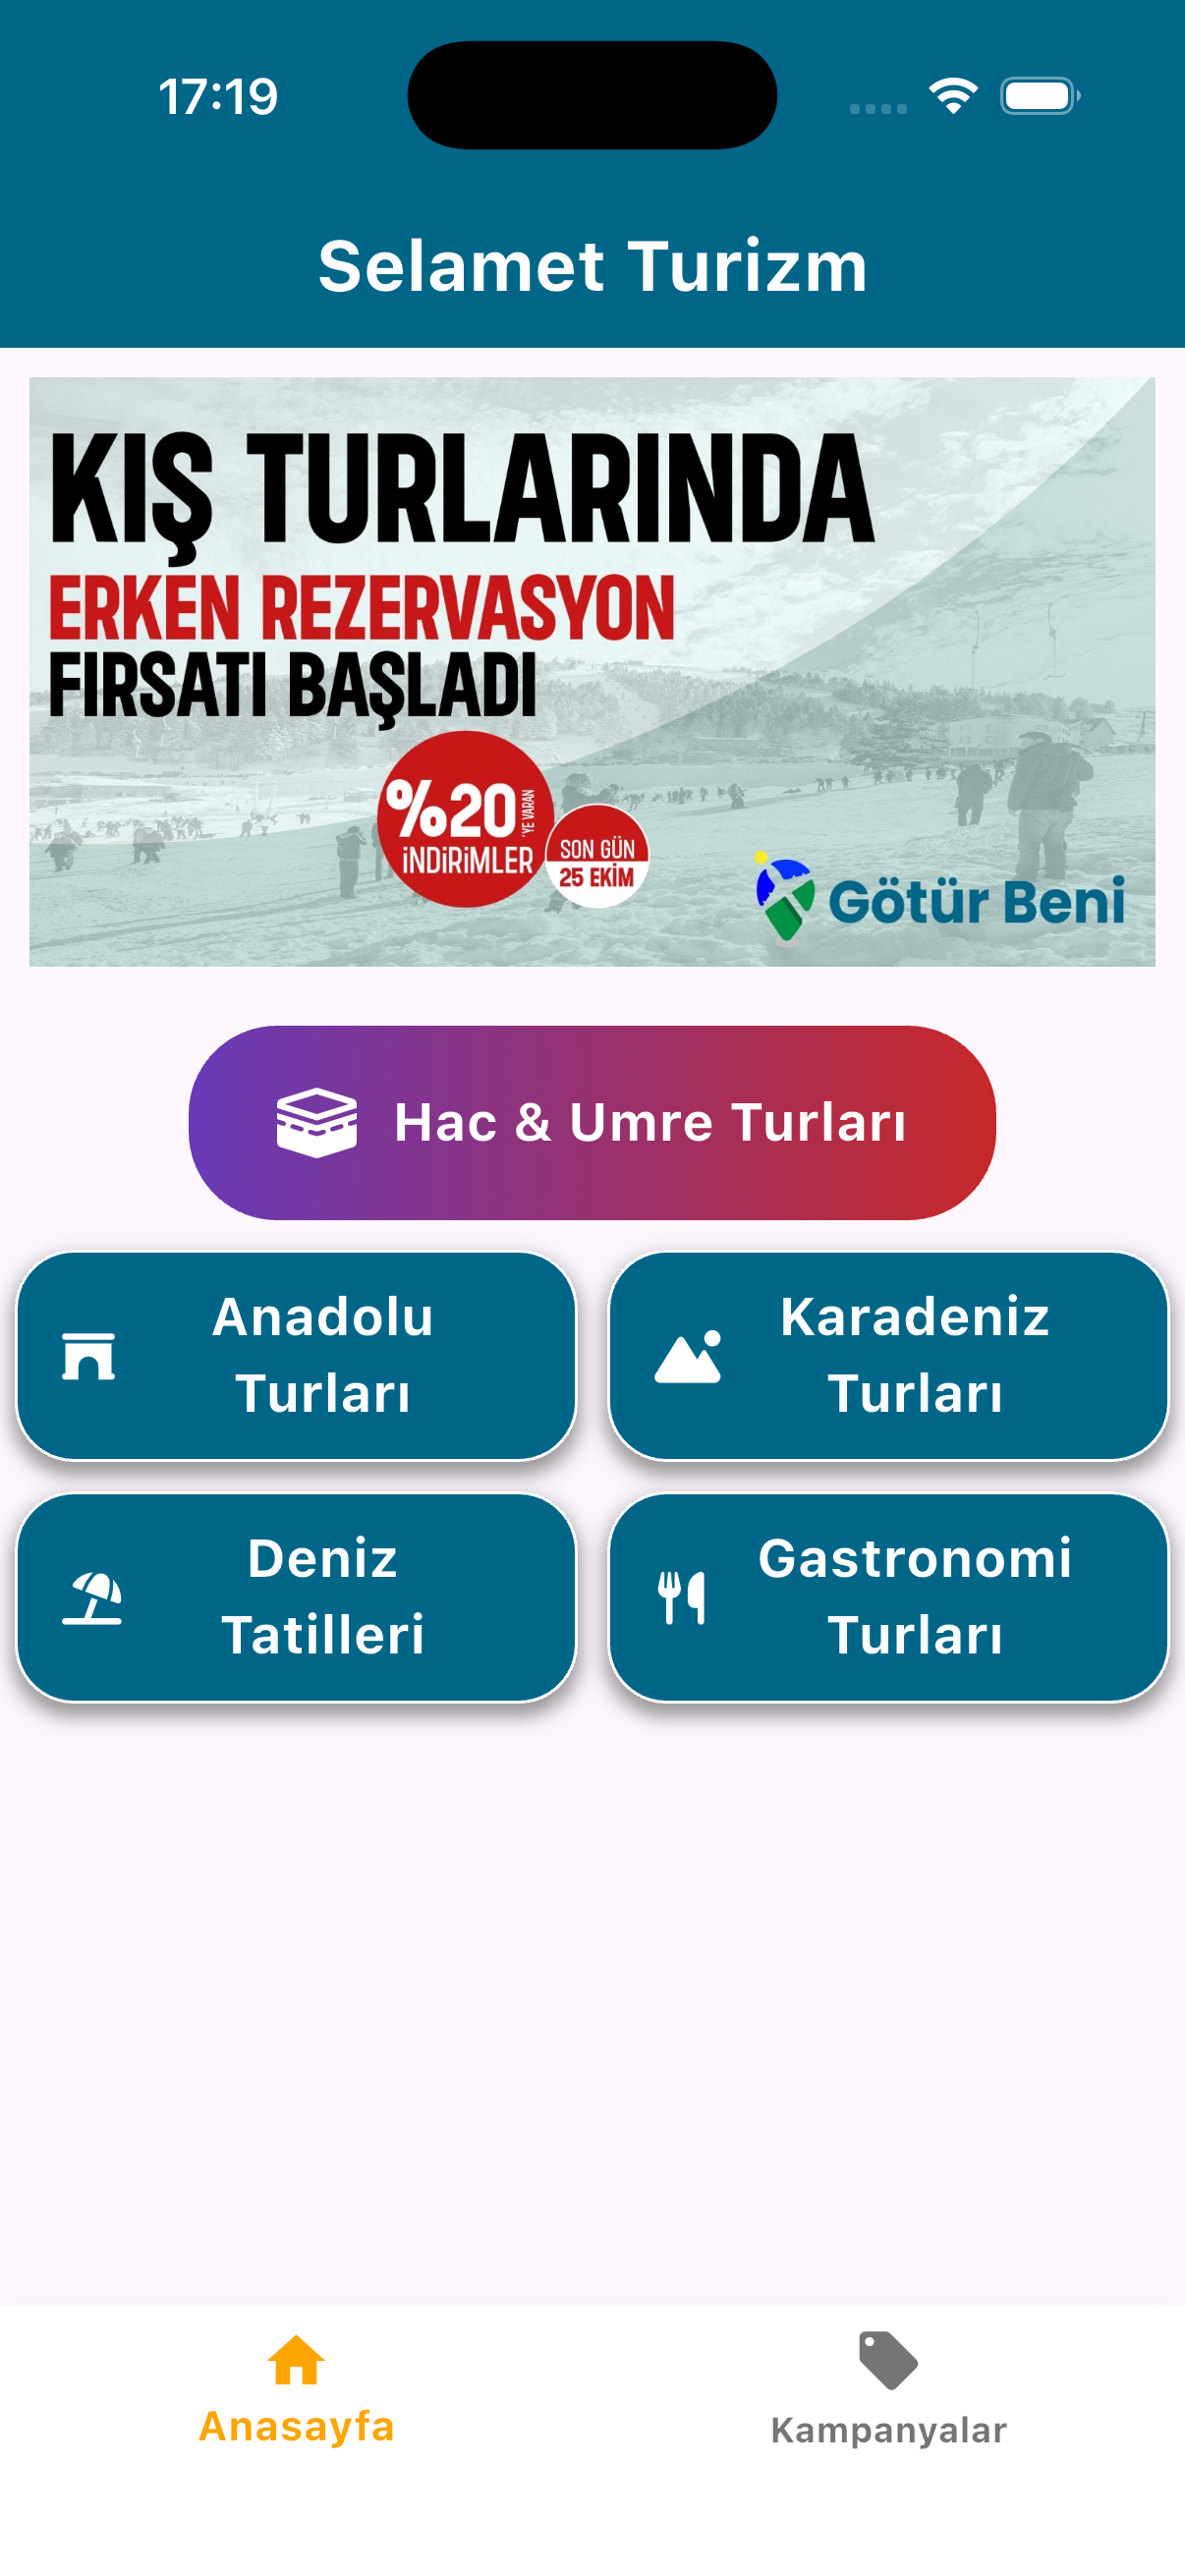 17:19
Selamet Turizm
KIŞ TURLARINDA
ERKEN REZERVASYON
FIRSATI BAŞLADI
%20 'YE VARAN
İNDİRİMLER
SON GÜN
25 EKİM
Götür Beni
Hac & Umre Turları
Anadolu
Turları
Karadeniz
Turları
Deniz
Tatilleri
Gastronomi
Turları
Anasayfa
Kampanyalar